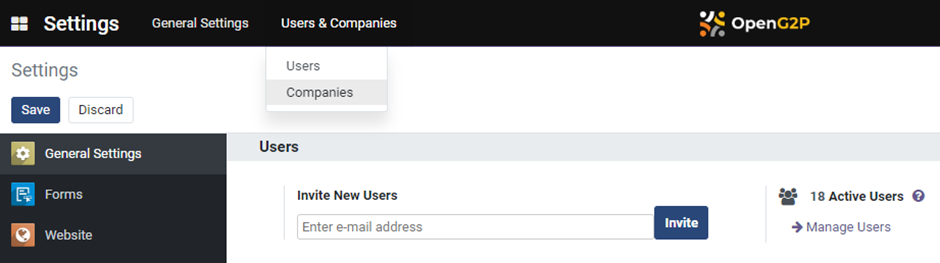 Settings General Settings Users & Companies OpenG2P
Users
Companies
Settings
Save Discard
General Settings
Forms
Website
Users
Invite New Users
Enter e-mail address Invite
18 Active Users ?
Manage Users